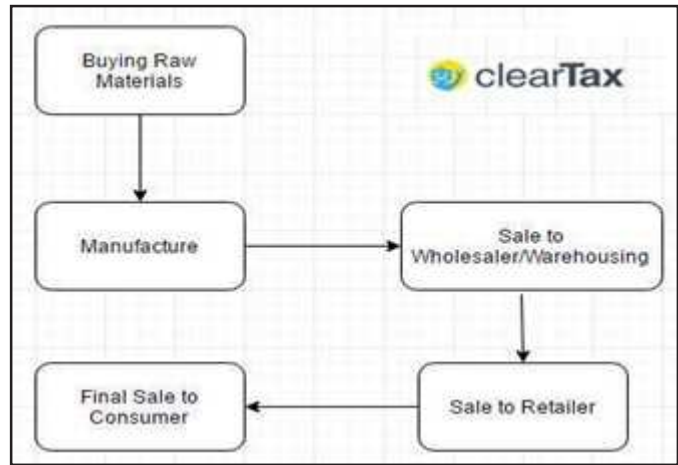 Buying Raw
Materials
clearTax
Manufacture
Sale to
Wholesaler/Warehousing
Final Sale to
Consumer
Sale to Retailer